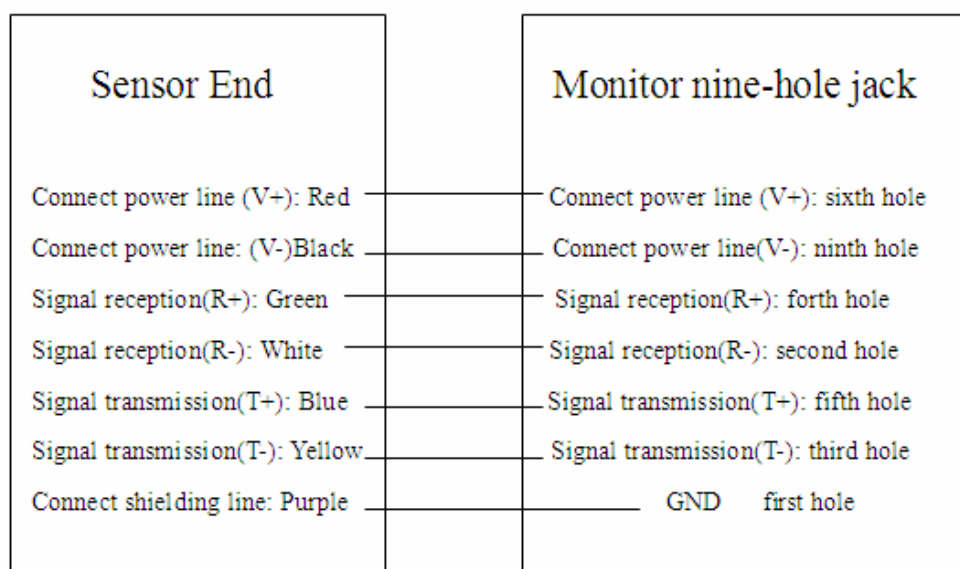 Sensor End
Monitor nine-hole jack
Connect power line (V+): Red
Connect power line (V+): sixth hole
Connect power line: (V-)Black
Connect power line(V-): ninth hole
Signal reception(R+): Green
Signal reception(R+): forth hole
Signal reception(R-): White
Signal reception(R-): second hole
Signal transmission(T+): Blue
Signal transmission(T+): fifth hole
Signal transmission(T-): Yellow
Signal transmission(T-): third hole
Connect shielding line: Purple
GND first hole